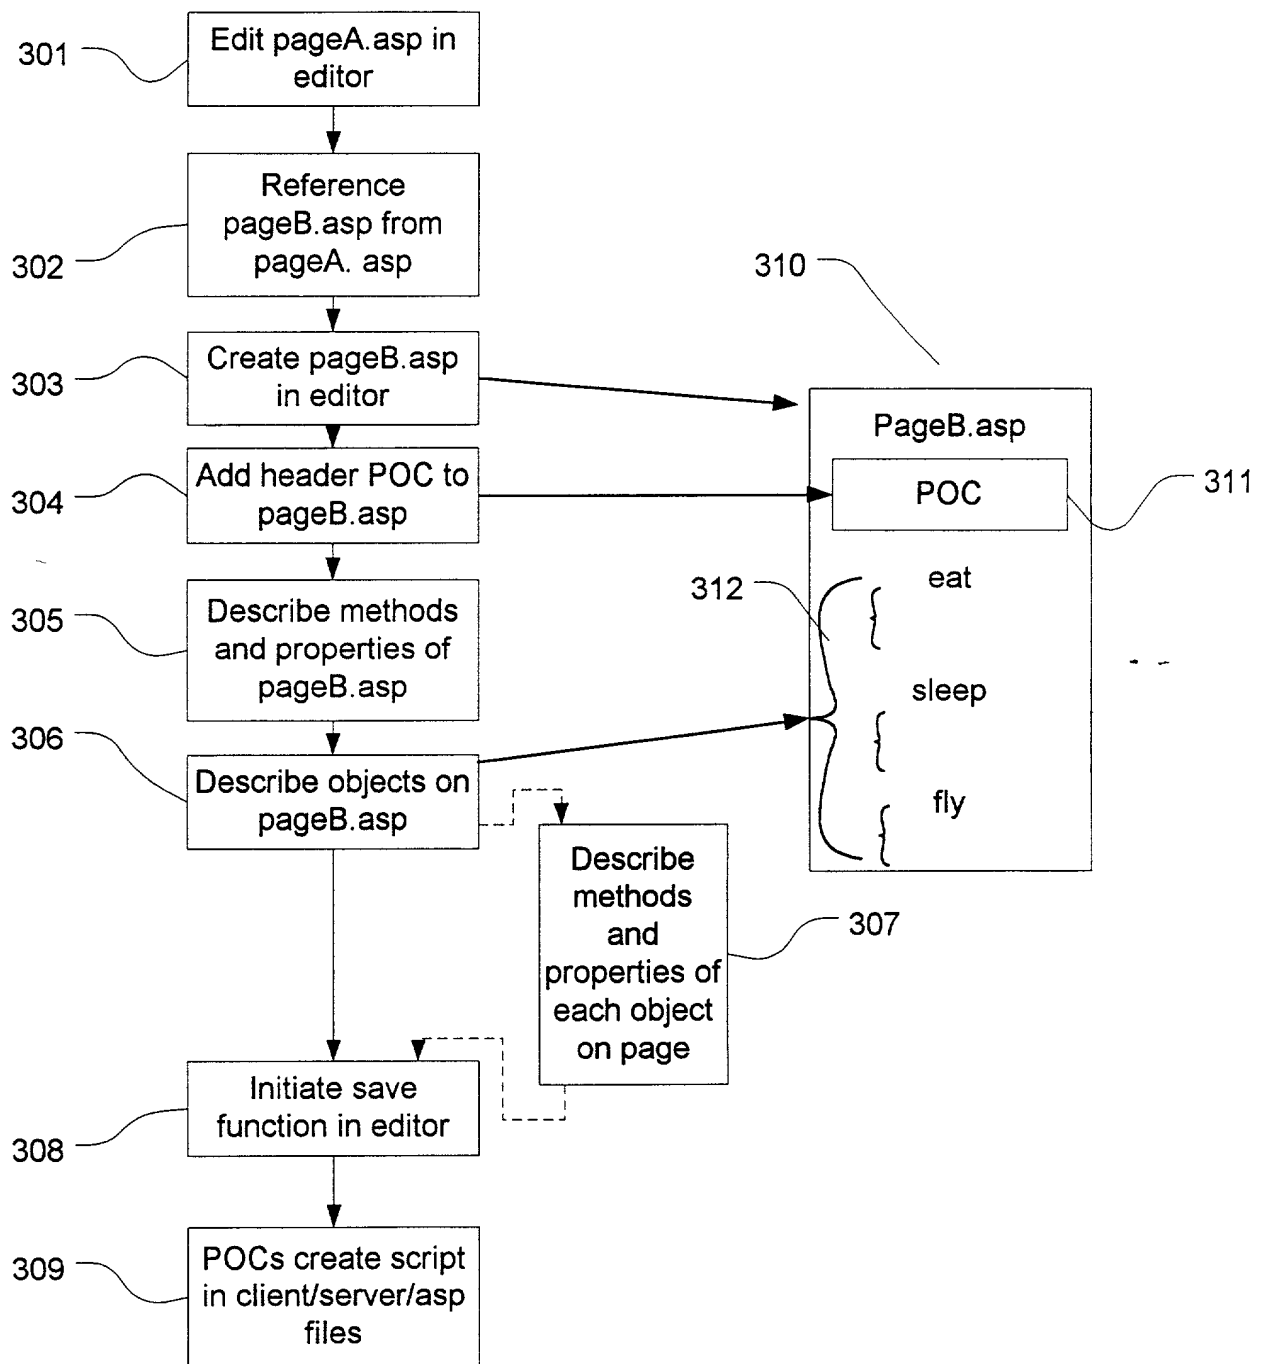 301
Edit pageA.asp in
editor
302
Reference
pageB.asp from
pageA. asp
303
Create pageB.asp
in editor
304
Add header POC to
pageB.asp
305
Describe methods
and properties of
pageB.asp
306
Describe objects on
pageB.asp
307
Describe
methods
and
properties of
each object
on page
308
Initiate save
function in editor
309
POCs create script
in client/server/asp
files
310
PageB.asp
POC
311
312
eat
sleep
fly